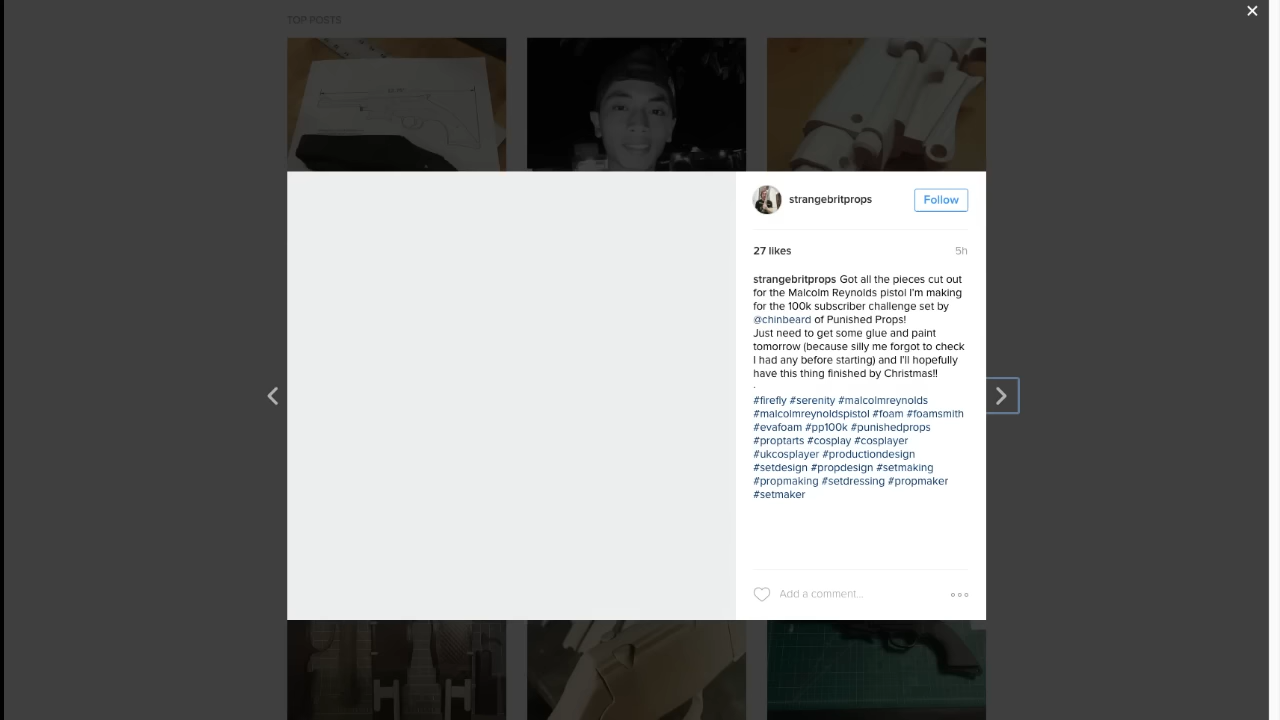 TOP POSTS
strangebritprops
Follow
27 likes
5h
strangebritprops Got all the pieces cut out
for the Malcolm Reynolds pistol I'm making
for the 100k subscriber challenge set by
@chinbeard of Punished Props!
Just need to get some glue and paint
tomorrow (because silly me forgot to check
I had any before starting) and I'll hopefully
have this thing finished by Christmas!!
.
#firefly #serenity #malcolmreynolds
#malcolmreynoldspistol #foam #foamsmith
#evafoam #pp100k #punishedprops
#proptarts #cosplay #cosplayer
#ukcosplayer #productiondesign
#setdesign #propdesign #setmaking
#propmaking #setdressing #propmaker
#setmaker
Add a comment...